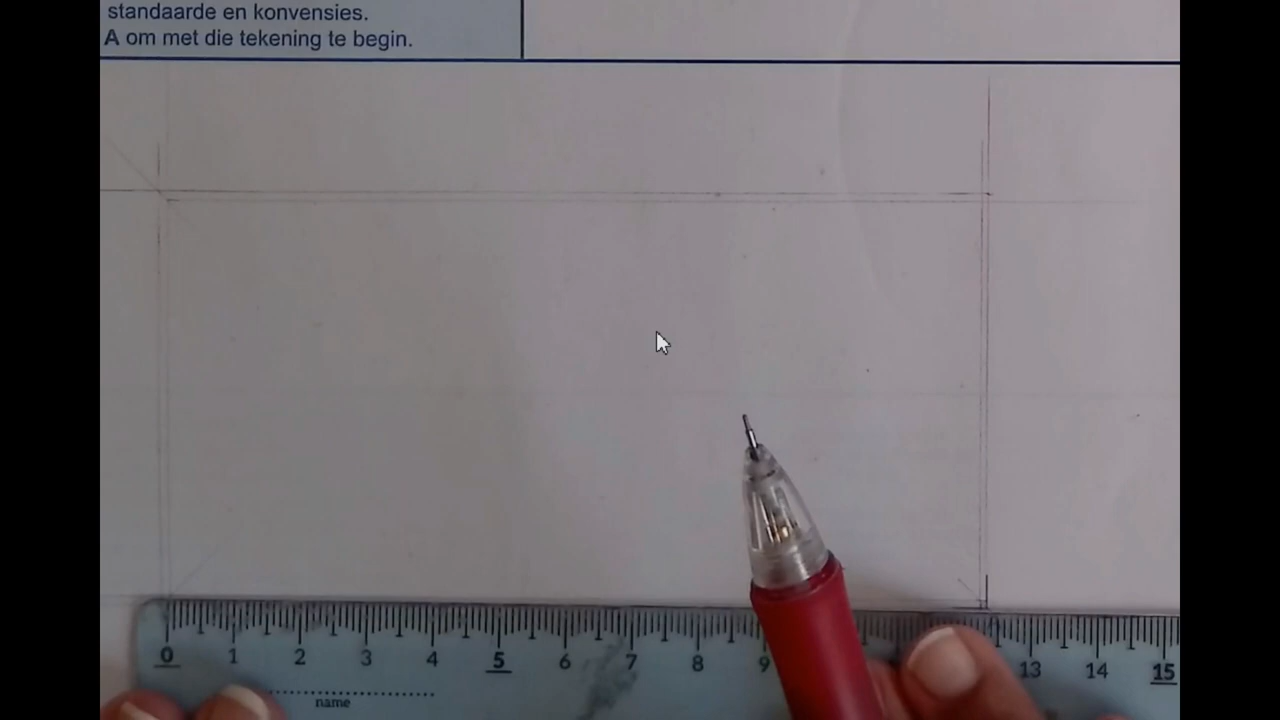 standaarde en konvensies.
A om met die tekening te begin.
0 1 2 3 4 5 6 7 8 9 13 14 15
name